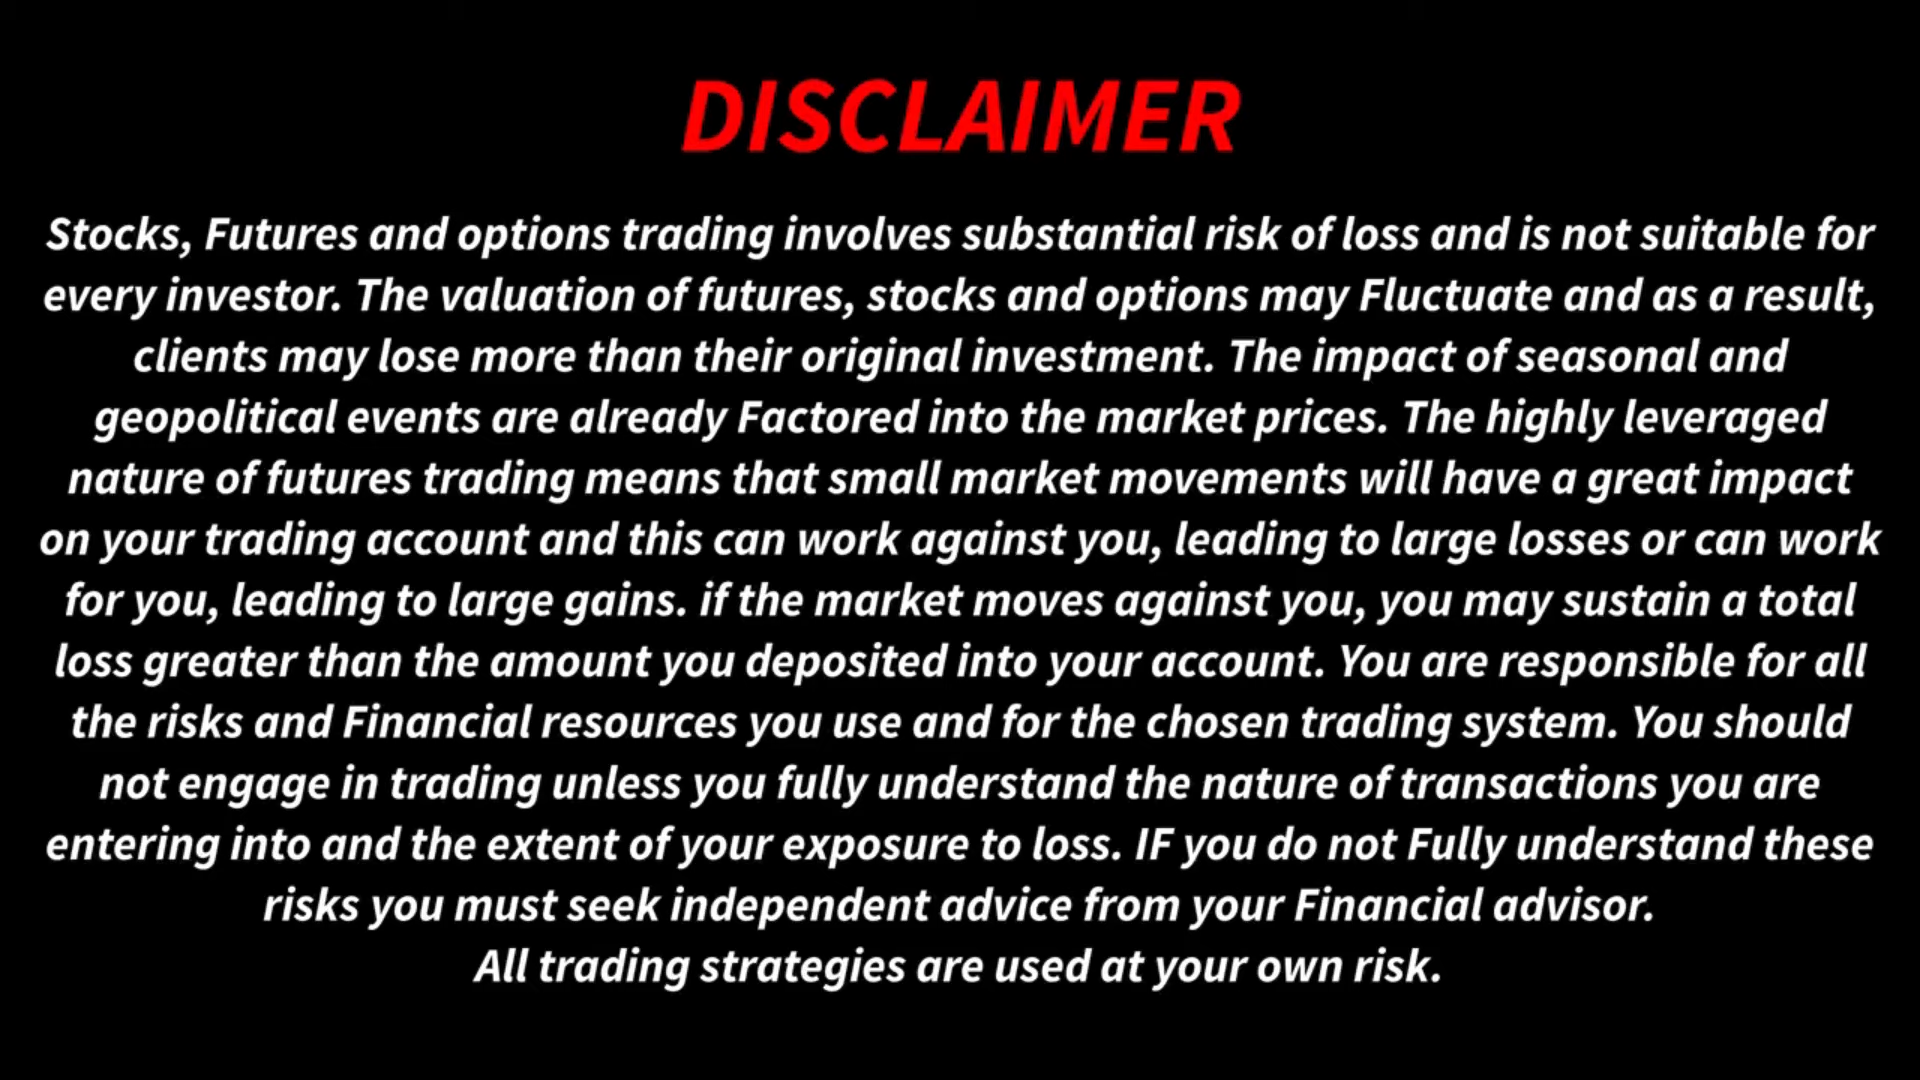 DISCLAIMER
Stocks, Futures and options trading involves substantial risk of loss and is not suitable for
every investor. The valuation of futures, stocks and options may Fluctuate and as a result,
clients may lose more than their original investment. The impact of seasonal and
geopolitical events are already Factored into the market prices. The highly leveraged
nature of futures trading means that small market movements will have a great impact
on your trading account and this can work against you, leading to large losses or can work
for you, leading to large gains. if the market moves against you, you may sustain a total
loss greater than the amount you deposited into your account. You are responsible for all
the risks and Financial resources you use and for the chosen trading system. You should
not engage in trading unless you fully understand the nature of transactions you are
entering into and the extent of your exposure to loss. IF you do not Fully understand these
risks you must seek independent advice from your Financial advisor.
All trading strategies are used at your own risk.